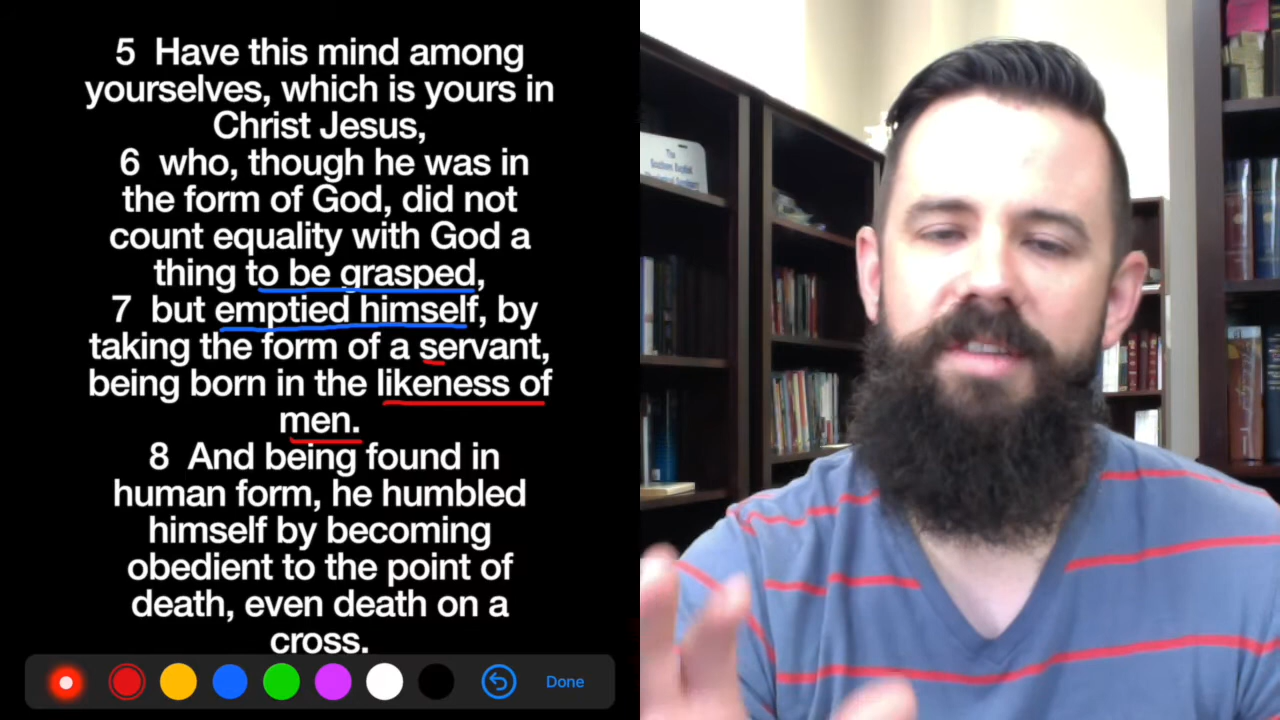 5 Have this mind among
yourselves, which is yours in
Christ Jesus,
6 who, though he was in
the form of God, did not
count equality with God a
thing to be grasped,
7 but emptied himself, by
taking the form of a servant,
being born in the likeness of
men.
8 And being found in
human form, he humbled
himself by becoming
obedient to the point of
death, even death on a
cross.
Done
The
Southern Baptist